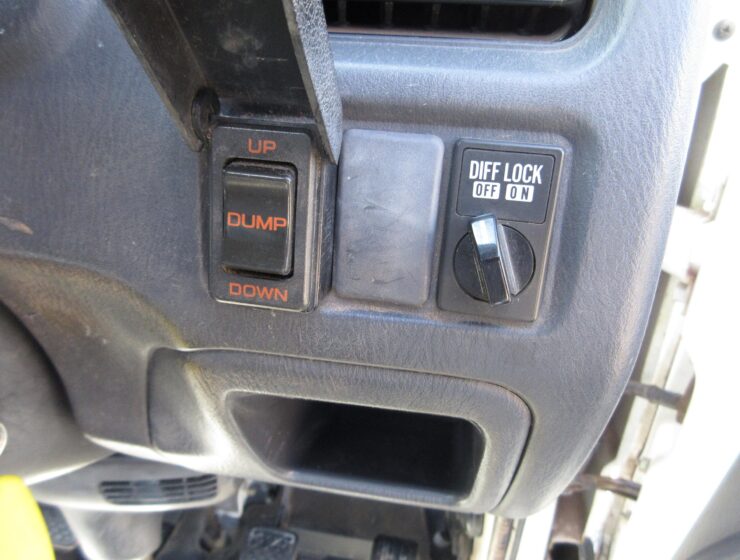 UP
DUMP
DOWN
DIFF LOCK
OFF ON